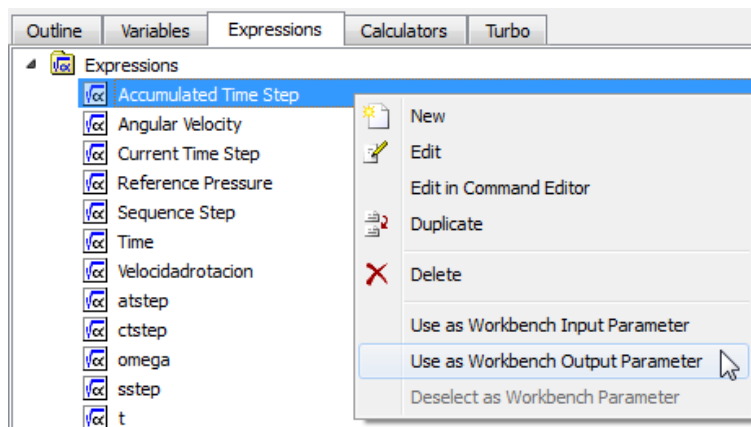 Outline Variables Expressions Calculators Turbo
Expressions
Accumulated Time Step
Angular Velocity
Current Time Step
Reference Pressure
Sequence Step
Time
Velocidadrotacion
atstep
ctstep
omega
sstep
t
New
Edit
Edit in Command Editor
Duplicate
Delete
Use as Workbench Input Parameter
Use as Workbench Output Parameter
Deselect as Workbench Parameter